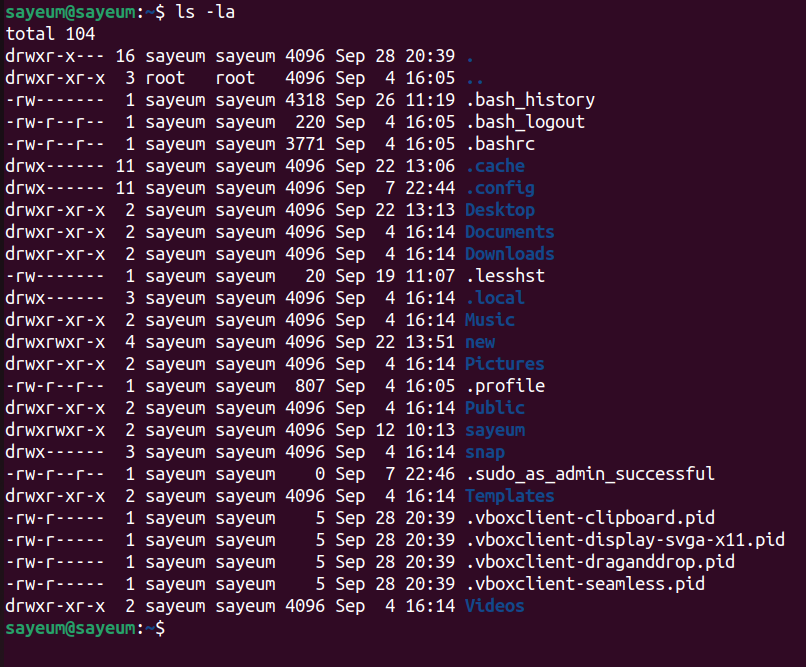 sayeum@sayeum:~$ ls -la
total 104
drwxr-x--- 16 sayeum sayeum 4096 Sep 28 20:39 .
drwxr-xr-x  3 root   root   4096 Sep  4 16:05 ..
-rw-------  1 sayeum sayeum 4318 Sep 26 11:19 .bash_history
-rw-r--r--  1 sayeum sayeum  220 Sep  4 16:05 .bash_logout
-rw-r--r--  1 sayeum sayeum 3771 Sep  4 16:05 .bashrc
drwx------ 11 sayeum sayeum 4096 Sep 22 13:06 .cache
drwx------ 11 sayeum sayeum 4096 Sep  7 22:44 .config
drwxr-xr-x  2 sayeum sayeum 4096 Sep 22 13:13 Desktop
drwxr-xr-x  2 sayeum sayeum 4096 Sep  4 16:14 Documents
drwxr-xr-x  2 sayeum sayeum 4096 Sep  4 16:14 Downloads
-rw-------  1 sayeum sayeum   20 Sep 19 11:07 .lesshst
drwx------  3 sayeum sayeum 4096 Sep  4 16:14 .local
drwxr-xr-x  2 sayeum sayeum 4096 Sep  4 16:14 Music
drwxrwxr-x  4 sayeum sayeum 4096 Sep 22 13:51 new
drwxr-xr-x  2 sayeum sayeum 4096 Sep  4 16:14 Pictures
-rw-r--r--  1 sayeum sayeum  807 Sep  4 16:05 .profile
drwxr-xr-x  2 sayeum sayeum 4096 Sep  4 16:14 Public
drwxrwxr-x  2 sayeum sayeum 4096 Sep 12 10:13 sayeum
drwx------  3 sayeum sayeum 4096 Sep  4 16:14 snap
-rw-r--r--  1 sayeum sayeum    0 Sep  7 22:46 .sudo_as_admin_successful
drwxr-xr-x  2 sayeum sayeum 4096 Sep  4 16:14 Templates
-rw-r-----  1 sayeum sayeum    5 Sep 28 20:39 .vboxclient-clipboard.pid
-rw-r-----  1 sayeum sayeum    5 Sep 28 20:39 .vboxclient-display-svga-x11.pid
-rw-r-----  1 sayeum sayeum    5 Sep 28 20:39 .vboxclient-draganddrop.pid
-rw-r-----  1 sayeum sayeum    5 Sep 28 20:39 .vboxclient-seamless.pid
drwxr-xr-x  2 sayeum sayeum 4096 Sep  4 16:14 Videos
sayeum@sayeum:~$